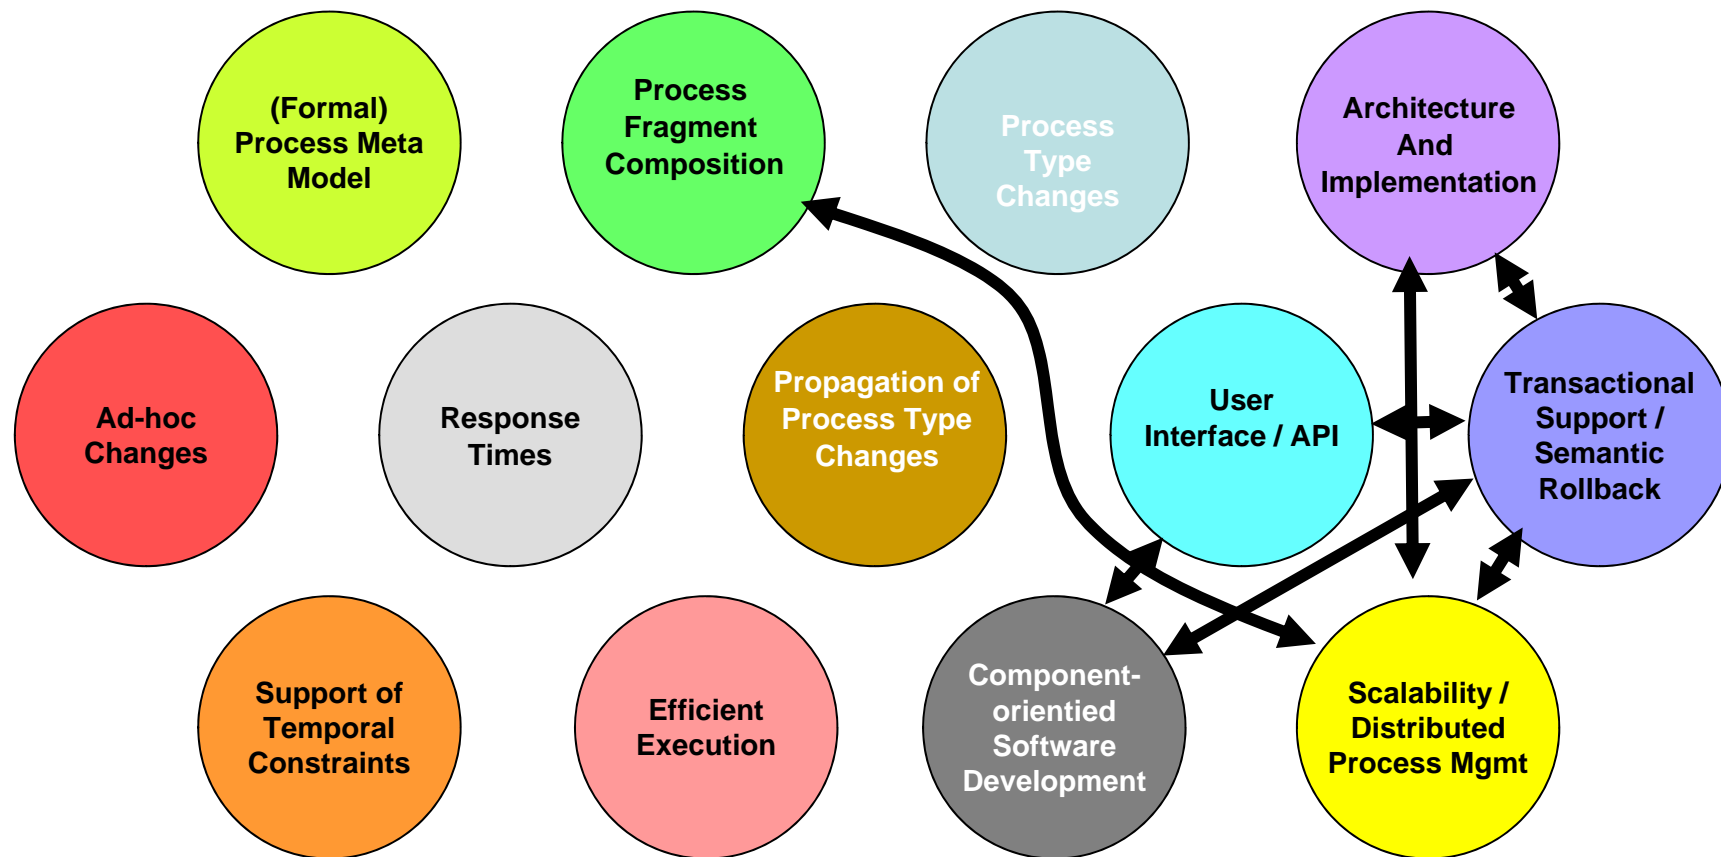 (Formal)
Process Meta
Model
Process
Fragment
Composition
Process
Type
Changes
Architecture
And
Implementation
Ad-hoc
Changes
Response
Times
Propagation of
Process Type
Changes
User
Interface / API
Transactional
Support /
Semantic
Rollback
Support of
Temporal
Constraints
Efficient
Execution
Component-
orientied
Software
Development
Scalability /
Distributed
Process Mgmt